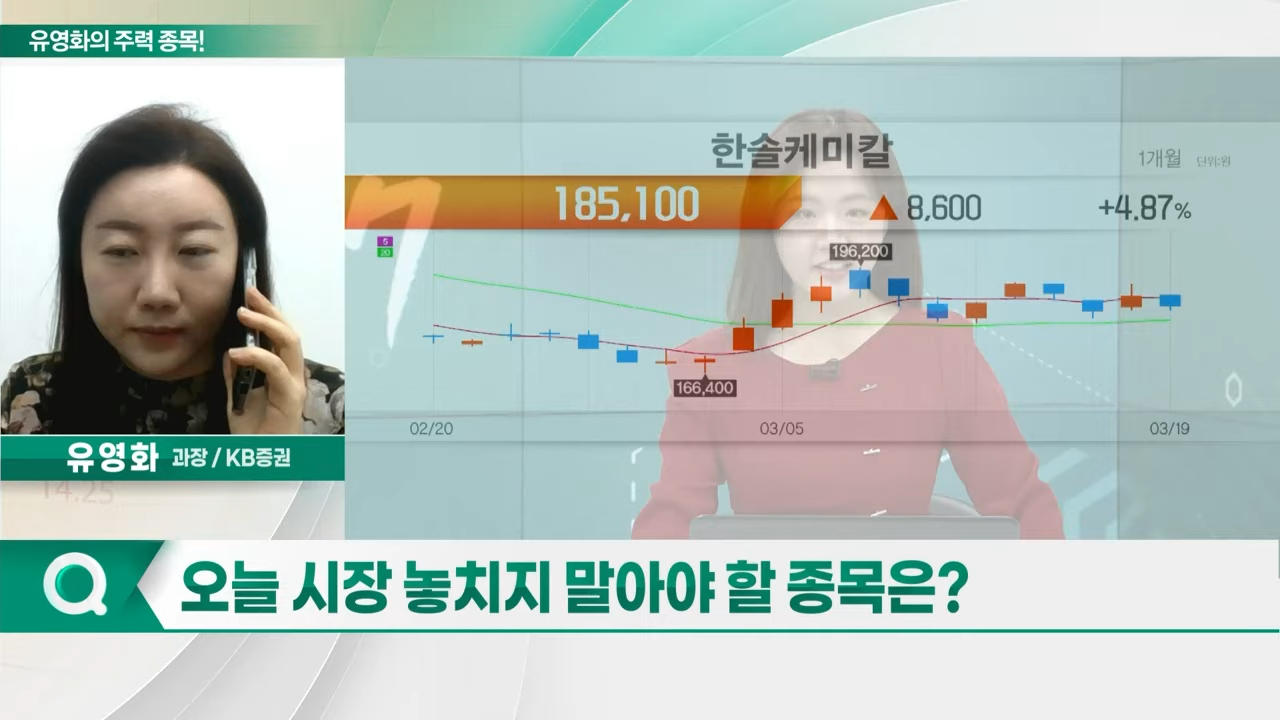 유영화의 주력 종목!
한솔케미칼
1개월 단위:원
185,100 ▲ 8,600 +4.87%
5
20
196,200
166,400
02/20 03/05 03/19
유영화 과장 / KB증권
14.25
오늘 시장 놓치지 말아야 할 종목은?